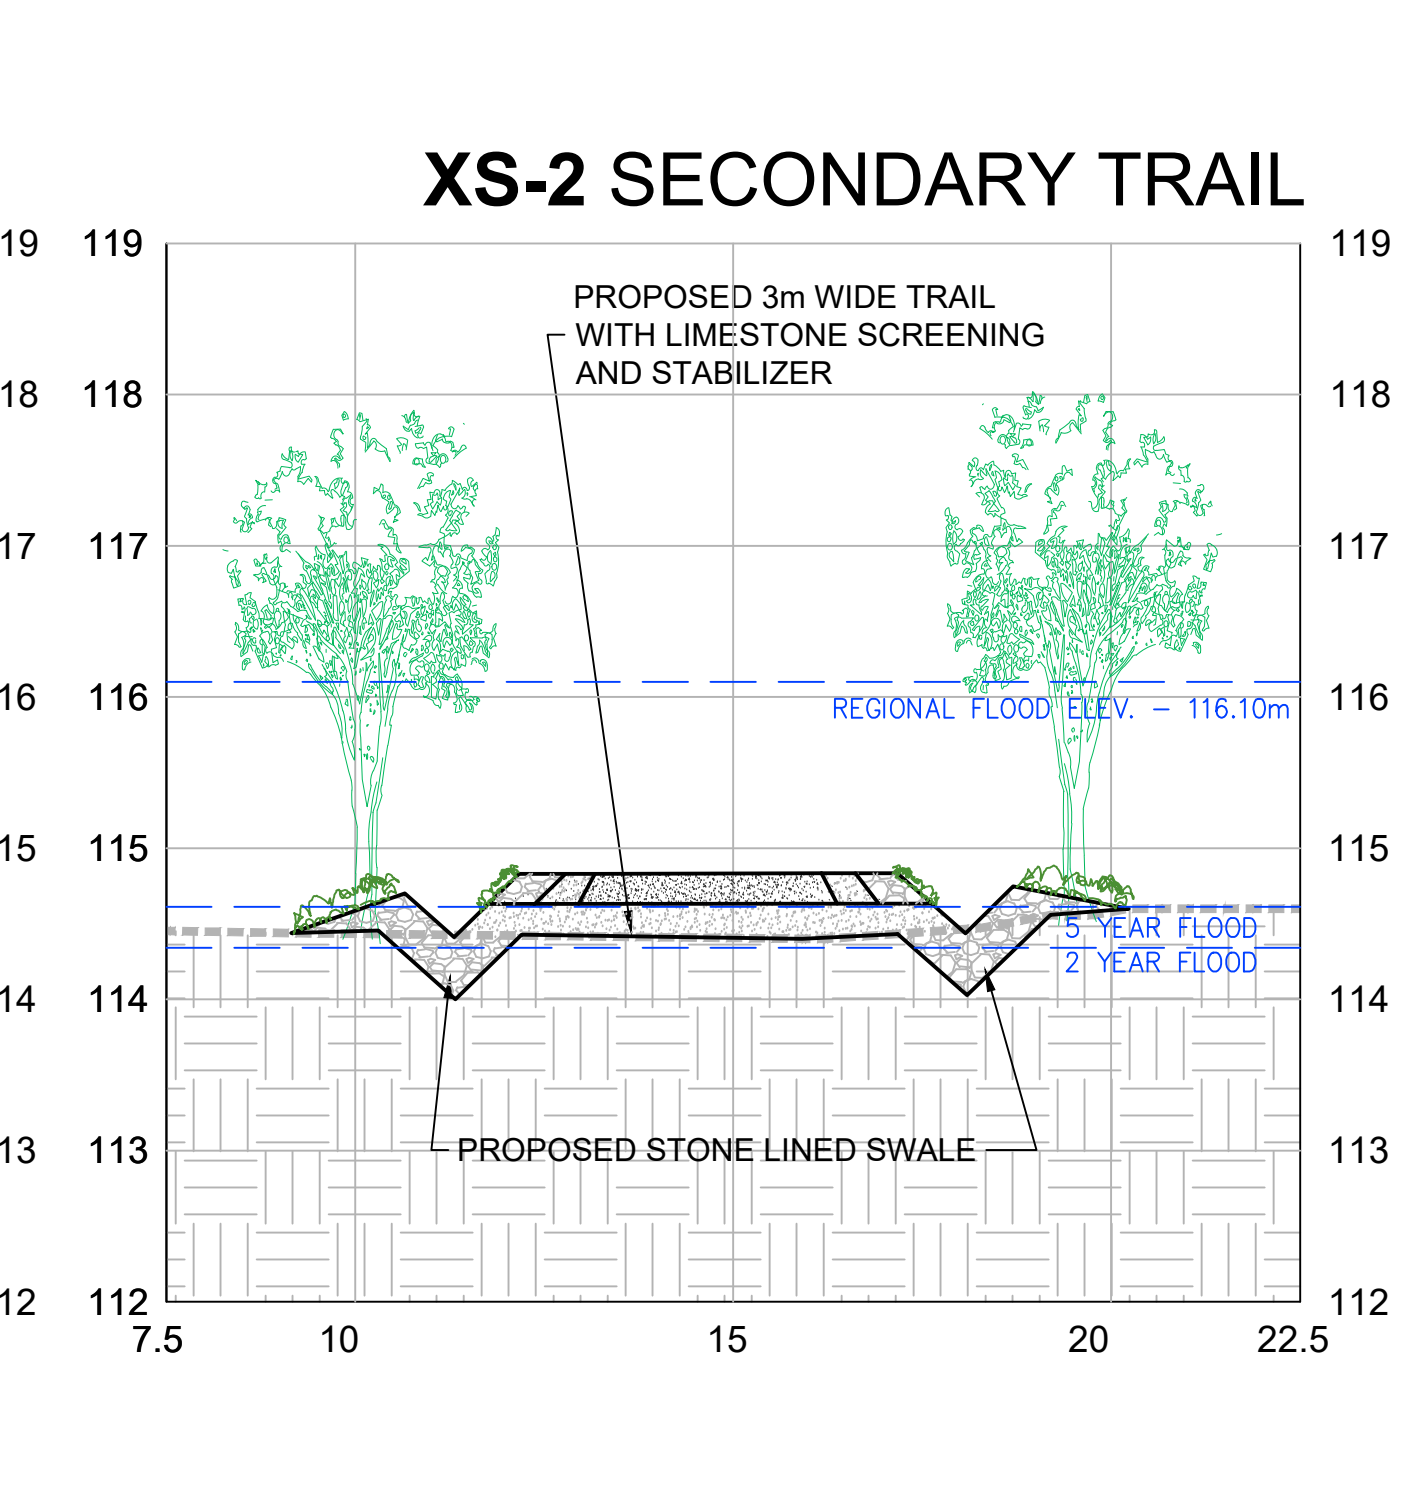 XS-2 SECONDARY TRAIL
19 119 119
PROPOSED 3m WIDE TRAIL
WITH LIMESTONE SCREENING
AND STABILIZER
18 118 118
17 117 117
16 116 116
REGIONAL FLOOD ELEV. - 116.10m
15 115 115
5 YEAR FLOOD
2 YEAR FLOOD
14 114 114
13 113 PROPOSED STONE LINED SWALE 113
12 112 112
7.5 10 15 20 22.5